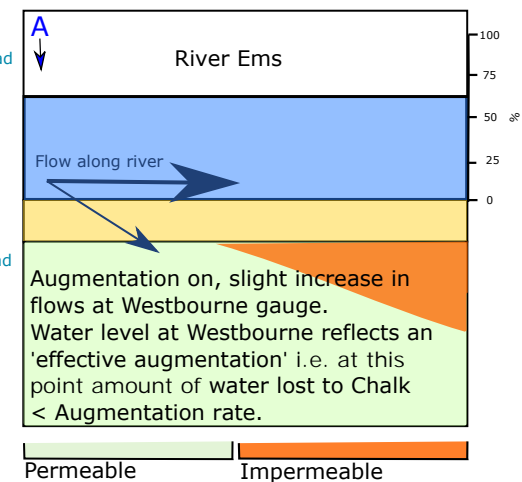 A
River Ems
ad
100
75
50
25
0
%
Flow along river
nd
Augmentation on, slight increase in
flows at Westbourne gauge.
Water level at Westbourne reflects an
'effective augmentation' i.e. at this
point amount of water lost to Chalk
< Augmentation rate.
Permeable
Impermeable